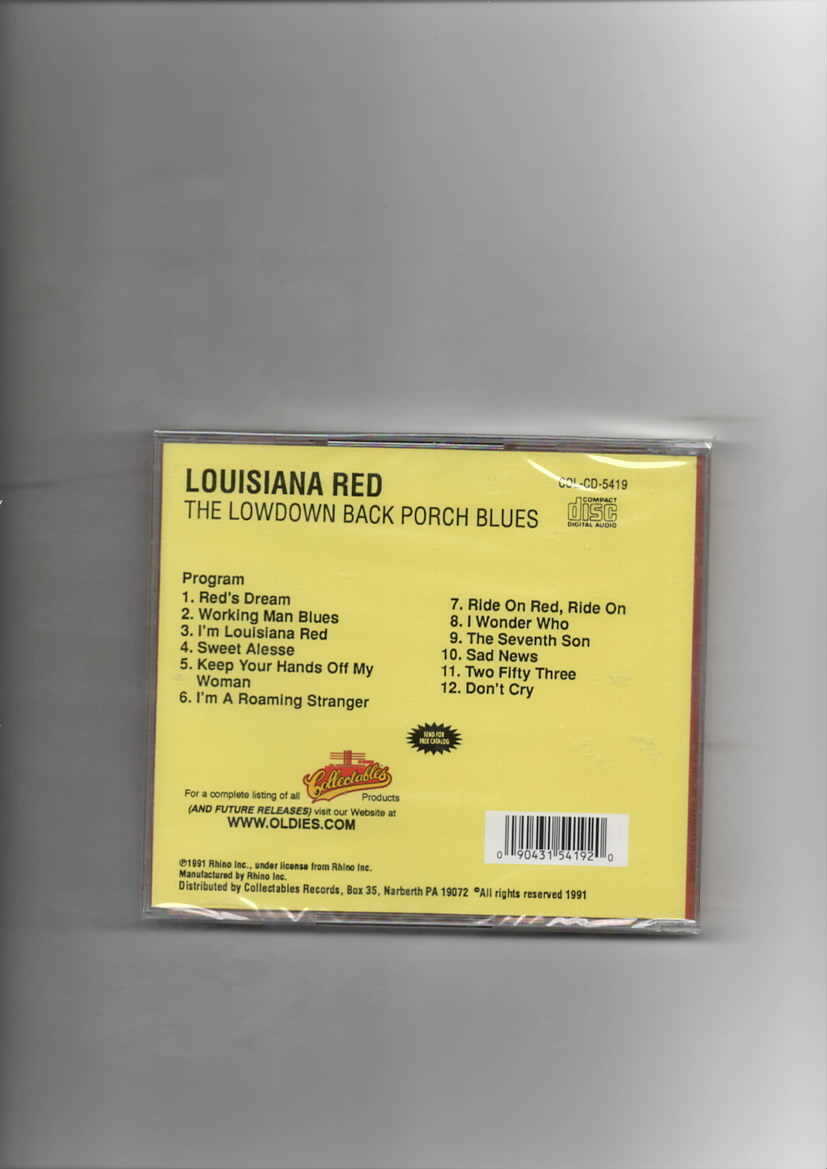 LOUISIANA RED
COL-CD-5419
THE LOWDOWN BACK PORCH BLUES
COMPACT
disc
DIGITAL AUDIO
Program
1. Red's Dream
2. Working Man Blues
3. I'm Louisiana Red
4. Sweet Alesse
5. Keep Your Hands Off My
Woman
6. I'm A Roaming Stranger
7. Ride On Red, Ride On
8. I Wonder Who
9. The Seventh Son
10. Sad News
11. Two Fifty Three
12. Don't Cry
SEND FOR
FREE CATALOG
For a complete listing of all Collectables Products
(AND FUTURE RELEASES) visit our Website at
WWW.OLDIES.COM
0 90431 54192 0
℗1991 Rhino Inc., under license from Rhino Inc.
Manufactured by Rhino Inc.
Distributed by Collectables Records, Box 35, Narberth PA 19072 ©All rights reserved 1991